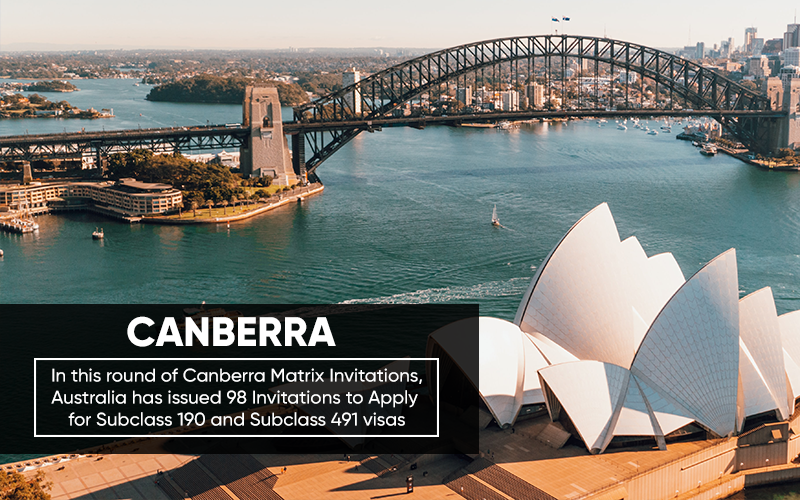 CANBERRA
In this round of Canberra Matrix Invitations,
Australia has issued 98 Invitations to Apply
for Subclass 190 and Subclass 491 visas